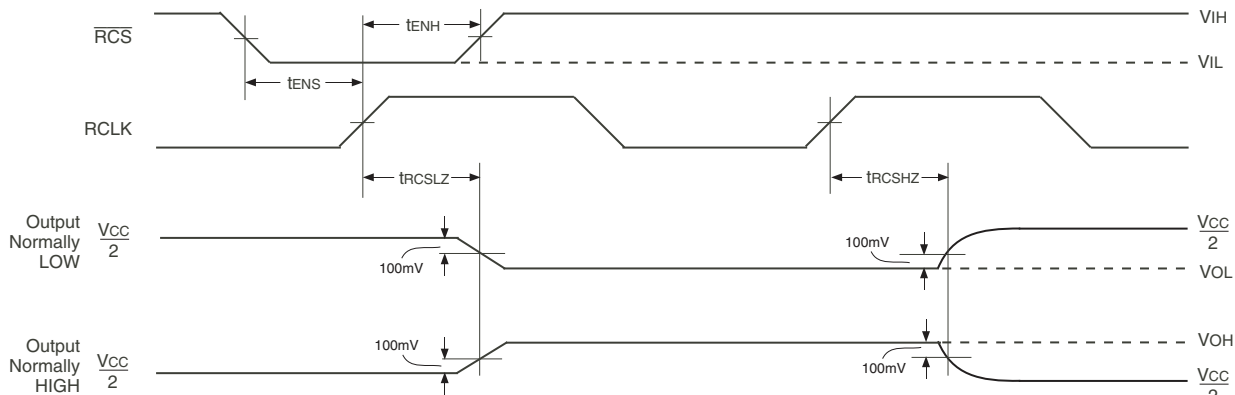 tENH
VIH
RCS
VIL
tENS
RCLK
tRCSLZ
tRCSHZ
Output
Normally
LOW
VCC
2
100mV
100mV
VCC
2
VOL
Output
Normally
HIGH
VCC
2
100mV
100mV
VOH
VCC
2